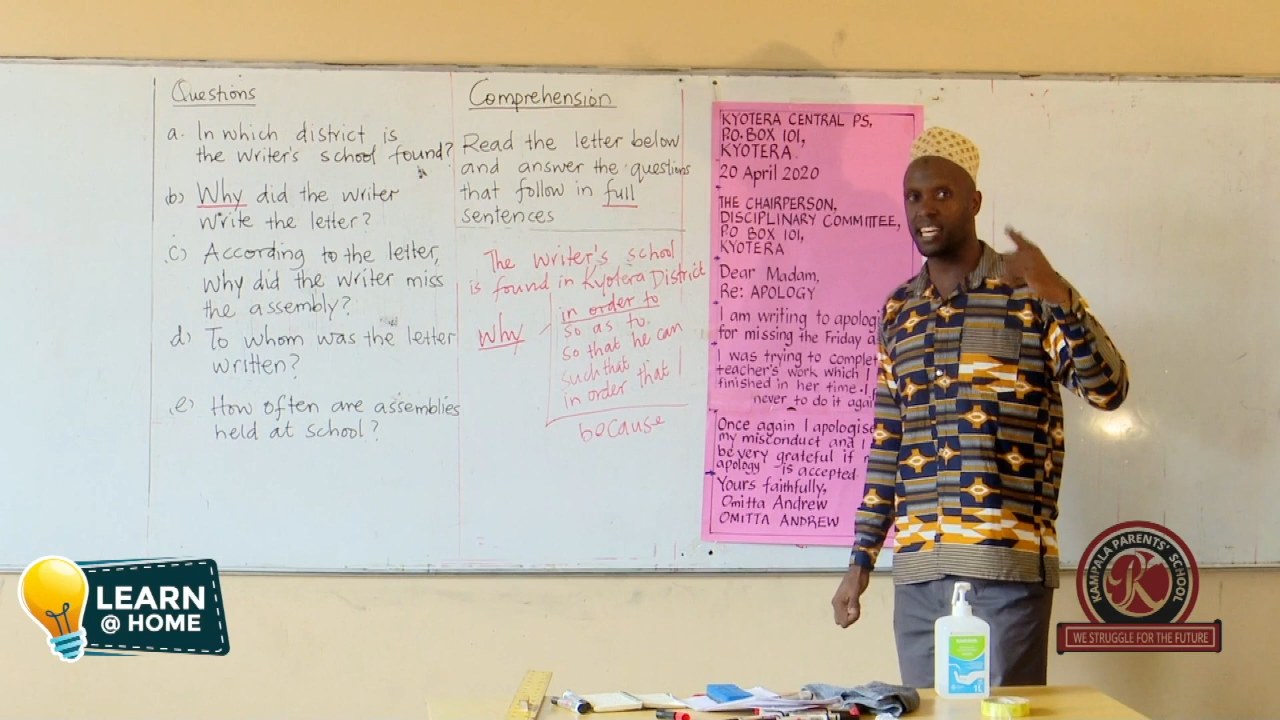 Questions
a. In which district is
the writer's school found?
b) Why did the writer
write the letter?
c) According to the letter,
why did the writer miss
the assembly?
d) To whom was the letter
written?
e) How often are assemblies
held at school?
Comprehension
Read the letter below
and answer the questions
that follow in full
sentences
The writer's school
is found in Kyotera District
Why
in order to
so as to
so that he can
such that
in order that
because
KYOTERA CENTRAL PS,
P.O. BOX 101,
KYOTERA
20 April 2020
THE CHAIRPERSON,
DISCIPLINARY COMMITTEE,
PO BOX 101,
KYOTERA
Dear Madam,
Re: APOLOGY
I am writing to apologi
for missing the Friday a
I was trying to complet
teacher's work which I
finished in her time. I
never to do it again
Once again I apologise
my misconduct and I
be very grateful if
apology is accepted.
Yours faithfully,
Omitta Andrew
OMITTA ANDREW
LEARN
@ HOME
KAMPALA PARENTS' SCHOOL
K
WE STRUGGLE FOR THE FUTURE